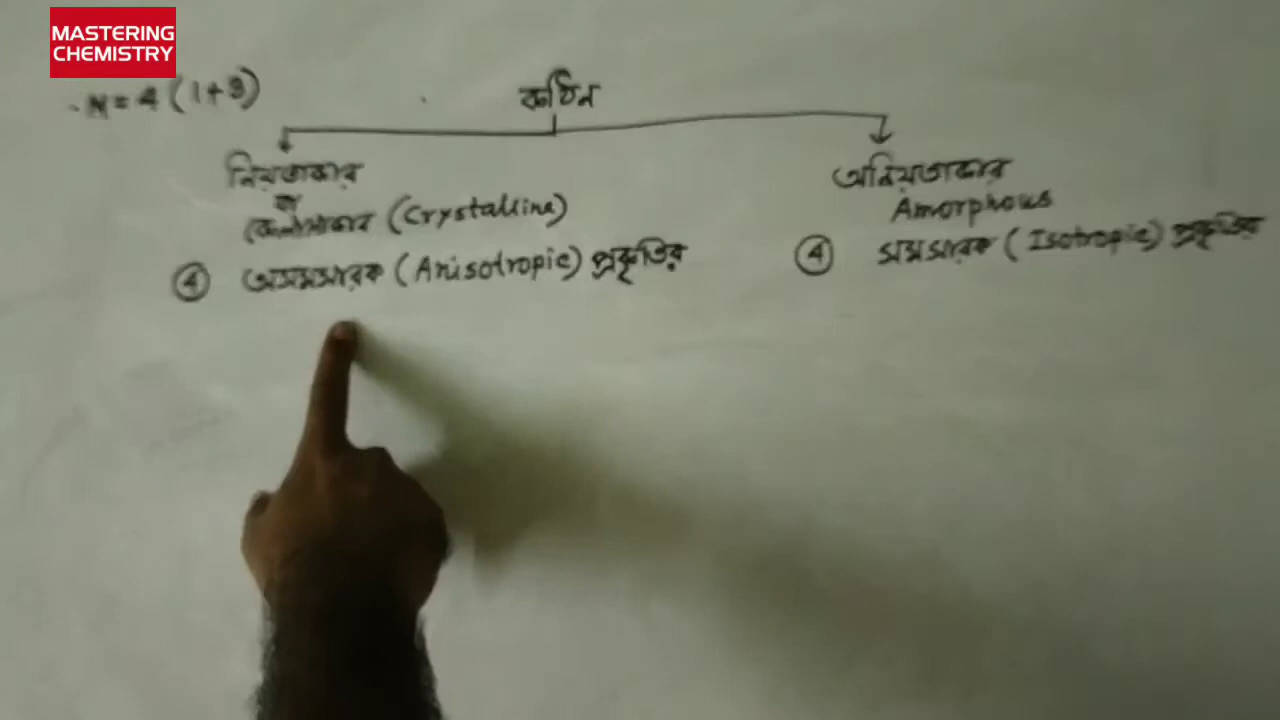 MASTERING
CHEMISTRY
N = 4 (1+3)
কঠিন
নিয়তাকার
বা
কেলাসাকার (Crystalline)
④ অসমসারক (Anisotropic) প্রকৃতির
অনিয়তাকার
Amorphous
④ সমসারক (Isotropic) প্রকৃতির